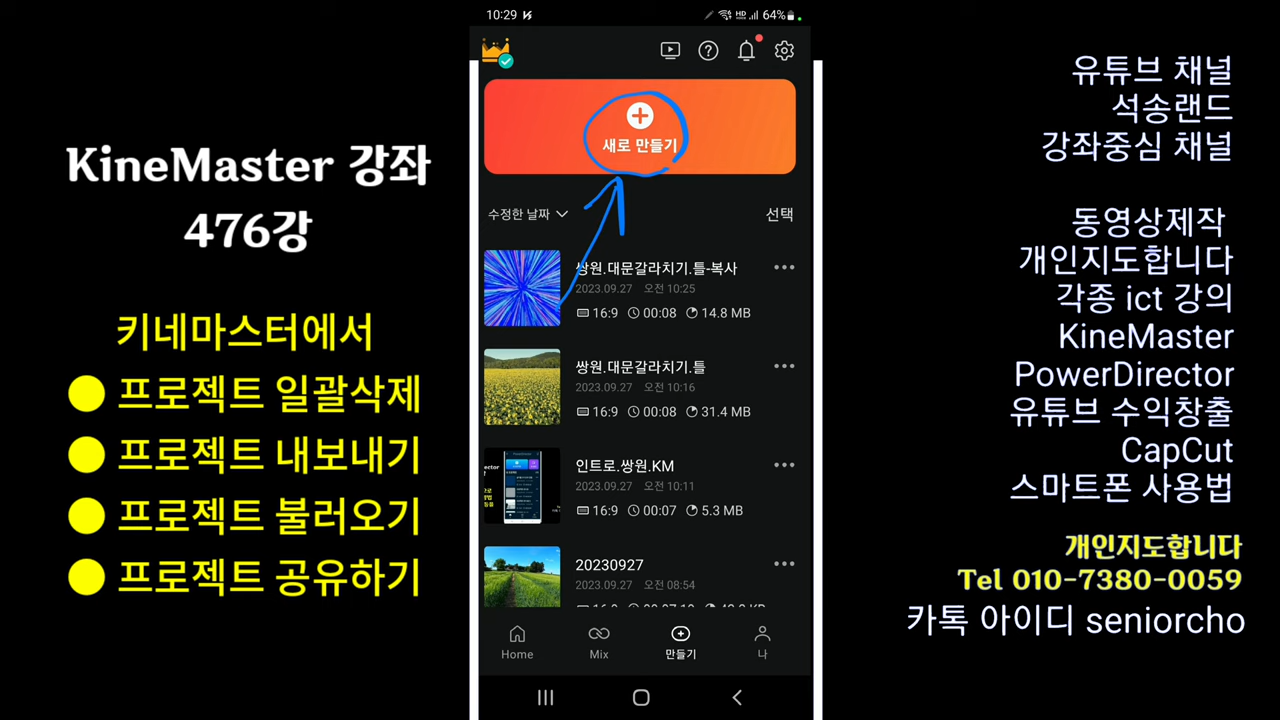 KineMaster 강좌
476강
키네마스터에서
● 프로젝트 일괄삭제
● 프로젝트 내보내기
● 프로젝트 불러오기
● 프로젝트 공유하기
10:29
HD
64%
새로 만들기
수정한 날짜
선택
쌍원.대문갈라치기.틀-복사
2023.09.27 오전 10:25
16:9 00:08 14.8 MB
쌍원.대문갈라치기.틀
2023.09.27 오전 10:16
16:9 00:08 31.4 MB
인트로.쌍원.KM
2023.09.27 오전 10:11
16:9 00:07 5.3 MB
20230927
2023.09.27 오전 08:54
Home
Mix
만들기
나
유튜브 채널
석송랜드
강좌중심 채널
동영상제작
개인지도합니다
각종 ict 강의
KineMaster
PowerDirector
유튜브 수익창출
CapCut
스마트폰 사용법
개인지도합니다
Tel 010-7380-0059
카톡 아이디 seniorcho